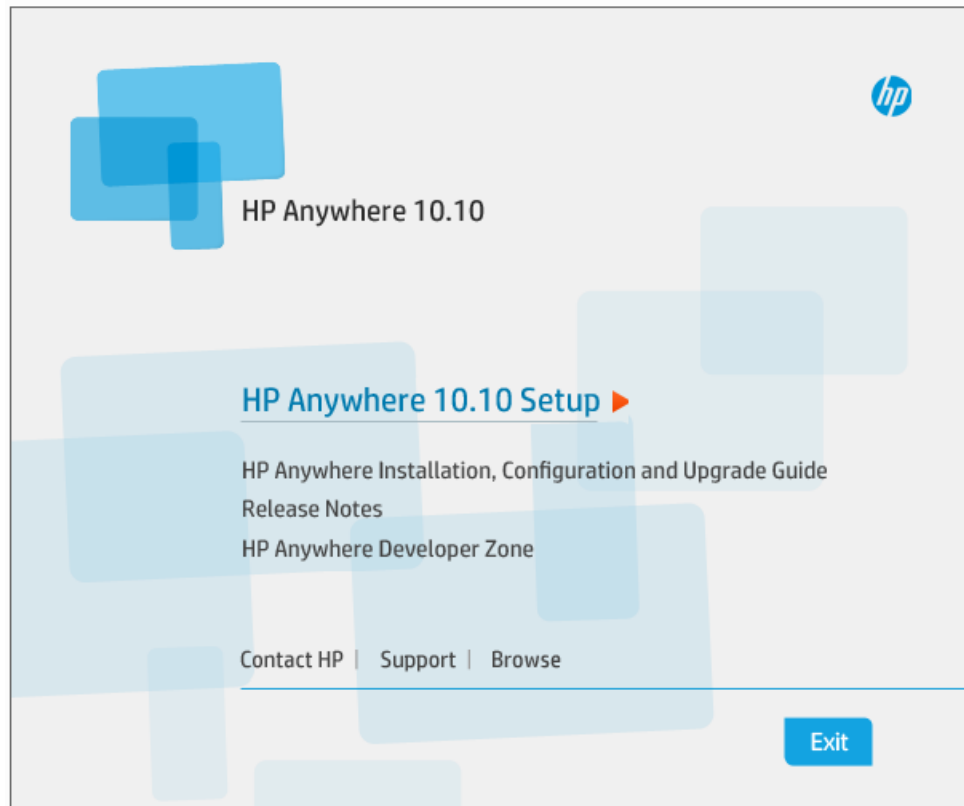 hp
HP Anywhere 10.10
HP Anywhere 10.10 Setup
HP Anywhere Installation, Configuration and Upgrade Guide
Release Notes
HP Anywhere Developer Zone
Contact HP | Support | Browse
Exit